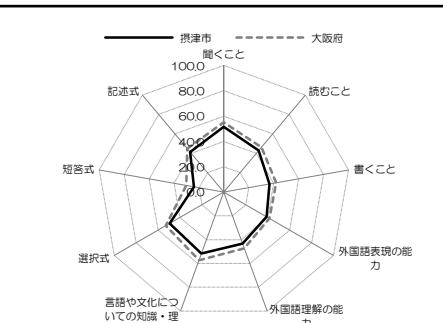 摂津市
大阪府
聞くこと
100.0
80.0
60.0
40.0
20.0
0.0
読むこと
書くこと
外国語表現の能
力
外国語理解の能
力
言語や文化につ
いての知識・理
選択式
短答式
記述式